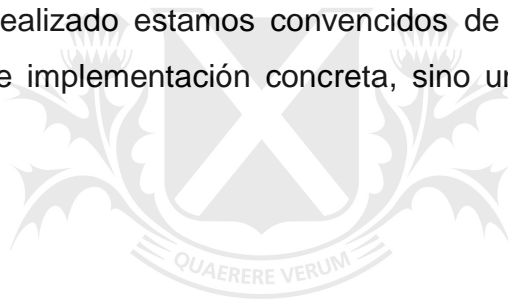 ealizado estamos convencidos de
e implementación concreta, sino un
QUAERERE VERUM